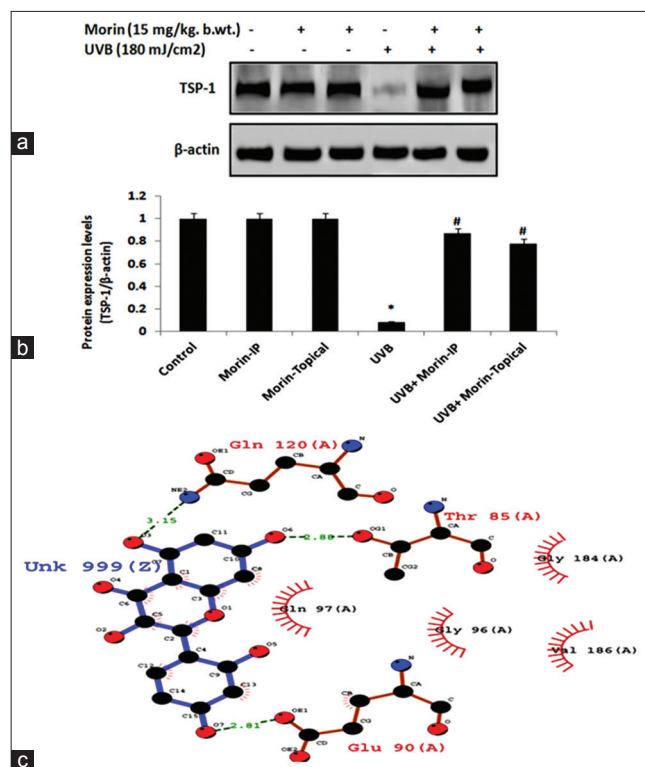 Morin (15 mg/kg. b.wt.) - + + - + +
UVB (180 mJ/cm2) - - - + + +
TSP-1
β-actin
a
Protein expression levels
(TSP-1/β-actin)
1.2
1
0.8
0.6
0.4
0.2
0
*
#
#
Control
Morin-IP
Morin-Topical
UVB
UVB+ Morin-IP
UVB+ Morin-Topical
b
Gln 120(A)
N
OE1
CB
CD
CA
NE2
CG
C
O
3.15
Thr 85(A)
N
O3
C11
O6
2.88
OG1
CA
C
Unk 999(Z)
C10
CB
O
Gly 184(A)
O4
C1
C8
CG2
C6
C3
Gln 97(A)
C5
O1
O2
C2
Gly 96(A)
Val 186(A)
C4
O5
C12
C9
N
C14
C13
CB
CA
C
C15
OE1
CG
O7
2.81
CD
O
OE2
Glu 90(A)
c